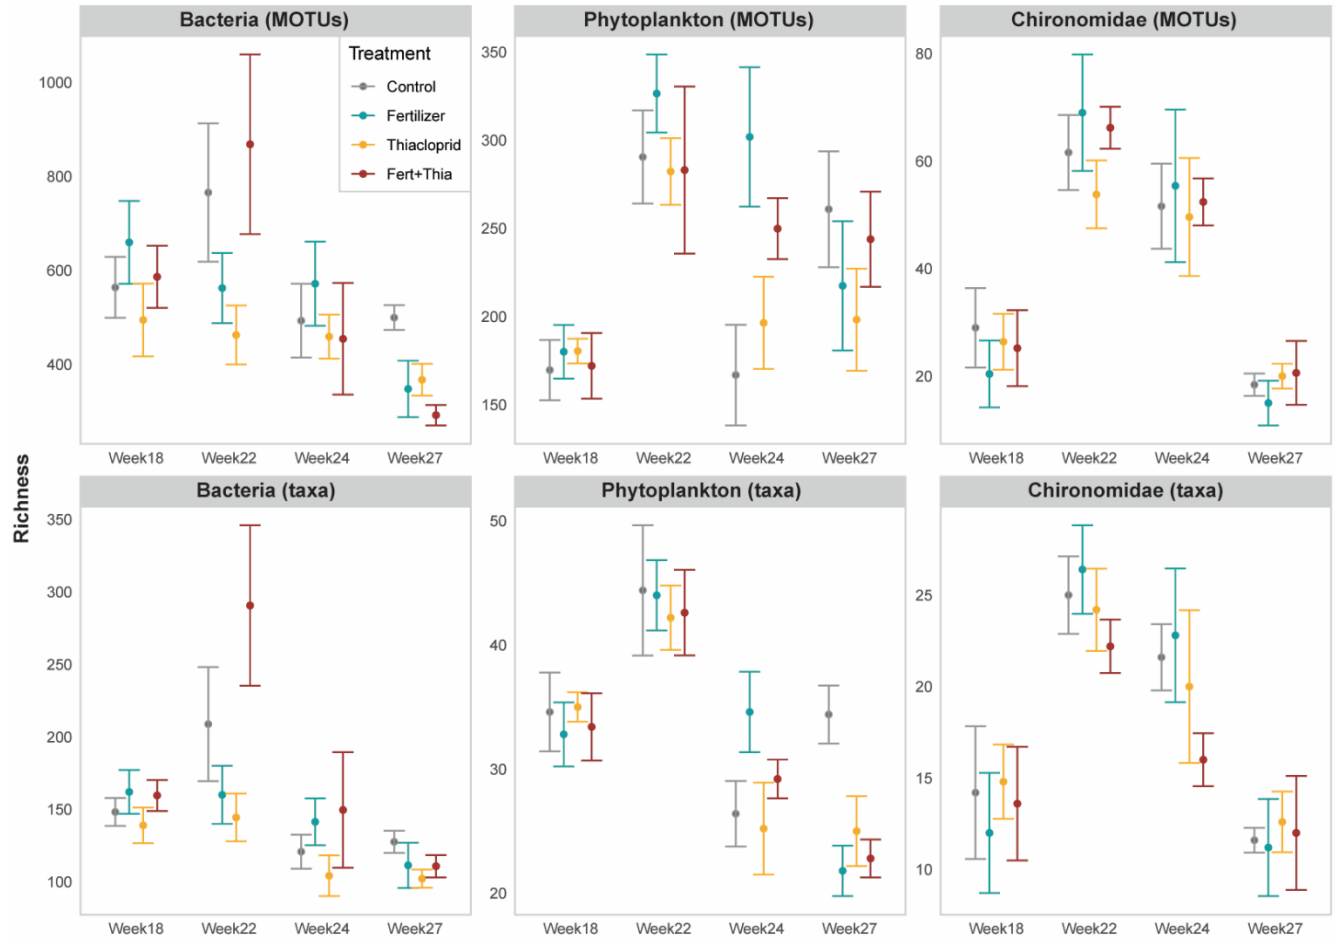 Bacteria (MOTUs)
Phytoplankton (MOTUs)
Chironomidae (MOTUs)
Treatment
Control
Fertilizer
Thiacloprid
Fert+Thia
1000
800
600
400
350
300
250
200
150
80
60
40
20
Week18 Week22 Week24 Week27
Week18 Week22 Week24 Week27
Week18 Week22 Week24 Week27
Richness
Bacteria (taxa)
Phytoplankton (taxa)
Chironomidae (taxa)
350
300
250
200
150
100
50
40
30
20
25
20
15
10
Week18 Week22 Week24 Week27
Week18 Week22 Week24 Week27
Week18 Week22 Week24 Week27